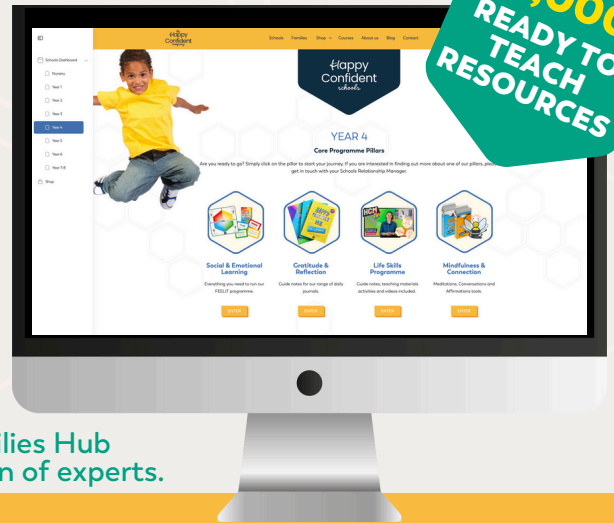 ,000
READY TO
TEACH
RESOURCES
Happy
Confident
company
Schools Families Shop Courses About us Blog Contact
Schools Dashboard
Nursery
Year 1
Year 2
Year 3
Year 4
Year 5
Year 6
Year 7-8
Shop
Happy
Confident
schools
YEAR 4
Core Programme Pillars
Are you ready to go? Simply click on the pillar to start your journey. If you are interested in finding out more about one of our pillars,
get in touch with your Schools Relationship Manager.
HCM
Social & Emotional
Learning
Everything you need to run our
FEELIT programme.
ENTER
Gratitude &
Reflection
Guide notes for our range of daily
journals.
ENTER
Life Skills
Programme
Guide notes, teaching materials
activities and videos included.
ENTER
Mindfulness &
Connection
Meditations, Conversations and
Affirmations tools.
ENTER
ilies Hub
n of experts.